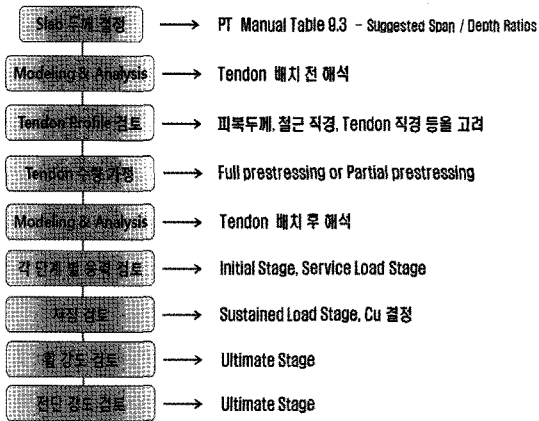 Slab 두께 결정 → PT Manual Table 9.3 - Suggested Span / Depth Ratios
Modeling & Analysis → Tendon 배치 전 해석
Tendon Profile 검토 → 피복두께, 철근 직경, Tendon 직경 등을 고려
Tendon 수량 가정 → Full prestressing or Partial prestressing
Modeling & Analysis → Tendon 배치 후 해석
각 단계 별 응력 검토 → Initial Stage, Service Load Stage
처짐 검토 → Sustained Load Stage, Cu 결정
휨 강도 검토 → Ultimate Stage
전단 강도 검토 → Ultimate Stage